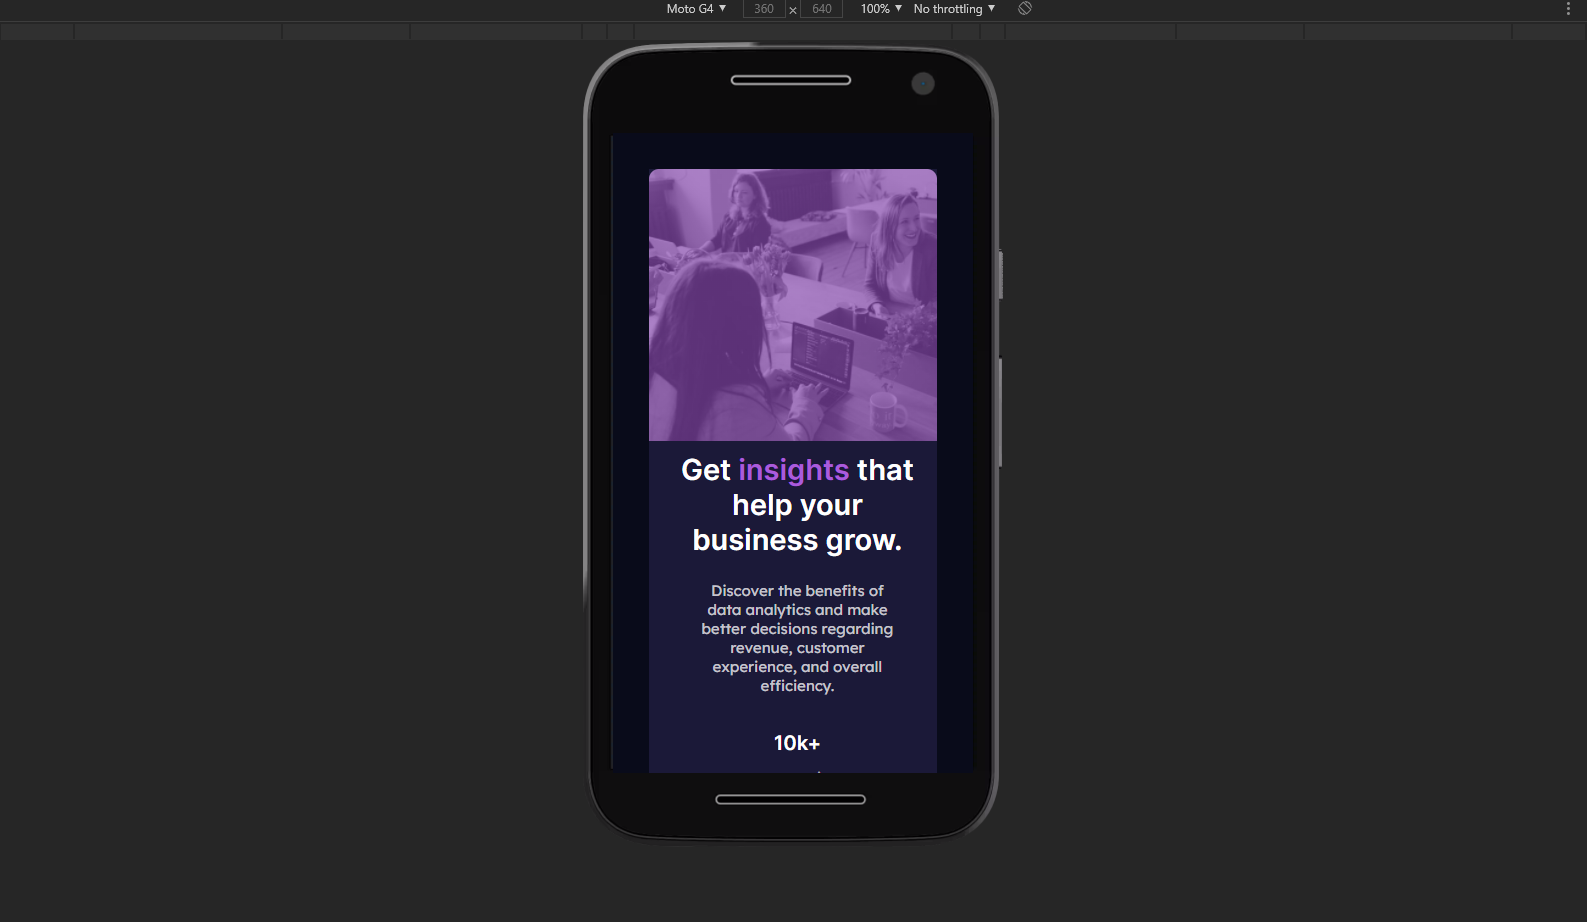 Moto G4 ▼ 360 × 640 100% ▼ No throttling ▼
Get insights that
help your
business grow.
Discover the benefits of
data analytics and make
better decisions regarding
revenue, customer
experience, and overall
efficiency.
10k+